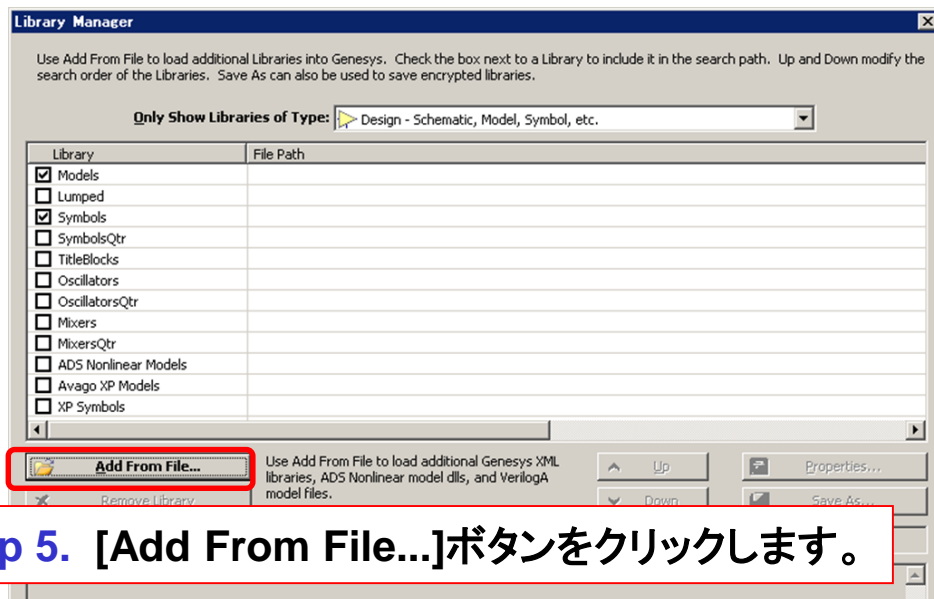 Library Manager
Use Add From File to load additional Libraries into Genesys. Check the box next to a Library to include it in the search path. Up and Down modify the
search order of the Libraries. Save As can also be used to save encrypted libraries.
Only Show Libraries of Type: Design - Schematic, Model, Symbol, etc.
Library File Path
Models
Lumped
Symbols
SymbolsQtr
TitleBlocks
Oscillators
OscillatorsQtr
Mixers
MixersQtr
ADS Nonlinear Models
Avago XP Models
XP Symbols
Add From File...
Use Add From File to load additional Genesys XML
libraries, ADS Nonlinear model dlls, and VerilogA
model files.
Up
Properties...
Remove Library
Down
Save As...
p 5. [Add From File...]ボタンをクリックします。